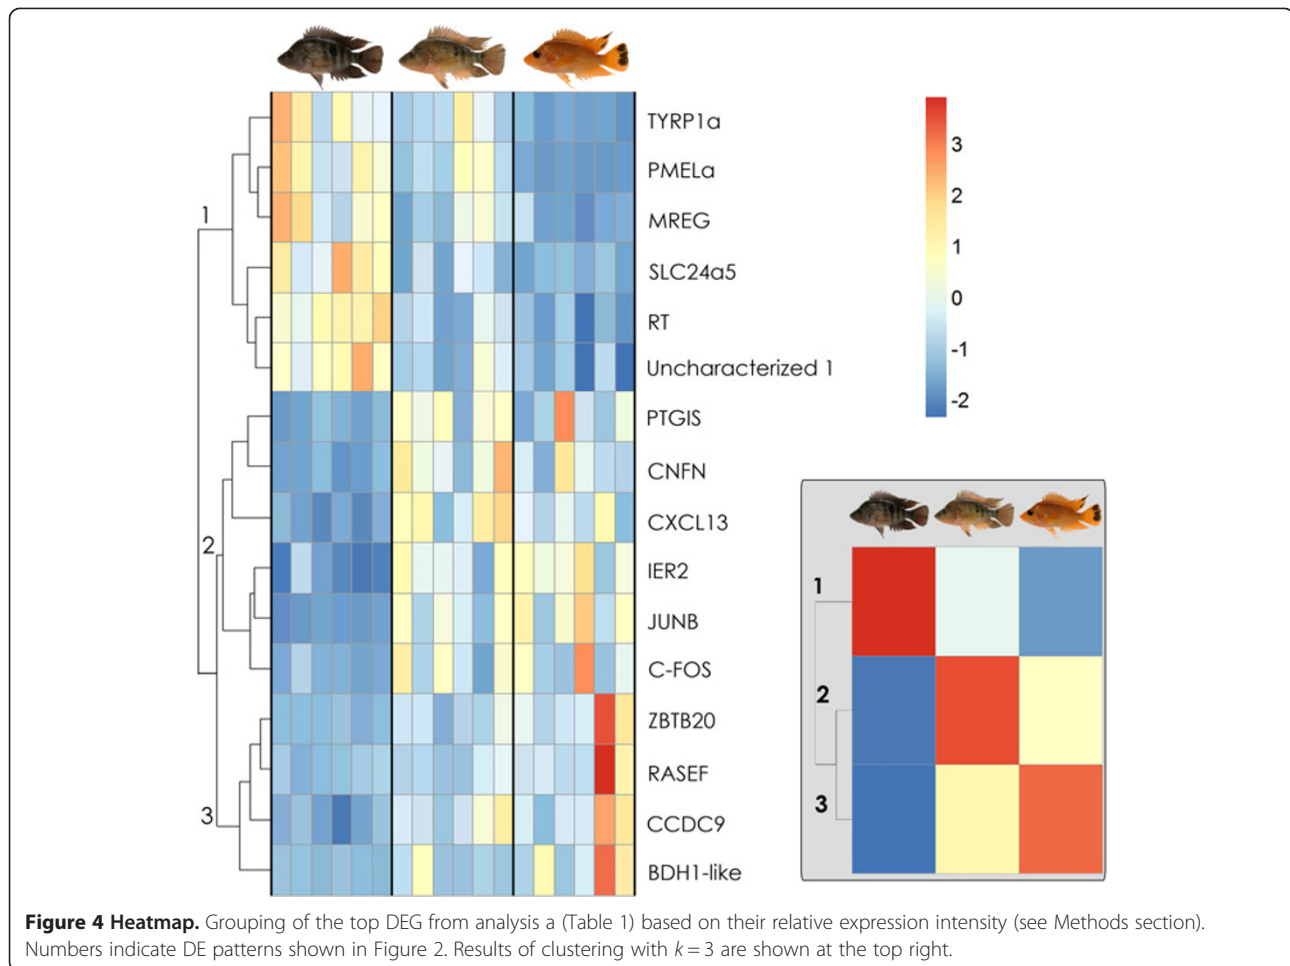 TYRP1a
PMELa
MREG
SLC24a5
RT
Uncharacterized 1
PTGIS
CNFN
CXCL13
IER2
JUNB
C-FOS
ZBTB20
RASEF
CCDC9
BDH1-like
1
2
3
3
2
1
0
-1
-2
1
2
3
Figure 4 Heatmap. Grouping of the top DEG from analysis a (Table 1) based on their relative expression intensity (see Methods section).
Numbers indicate DE patterns shown in Figure 2. Results of clustering with k = 3 are shown at the top right.